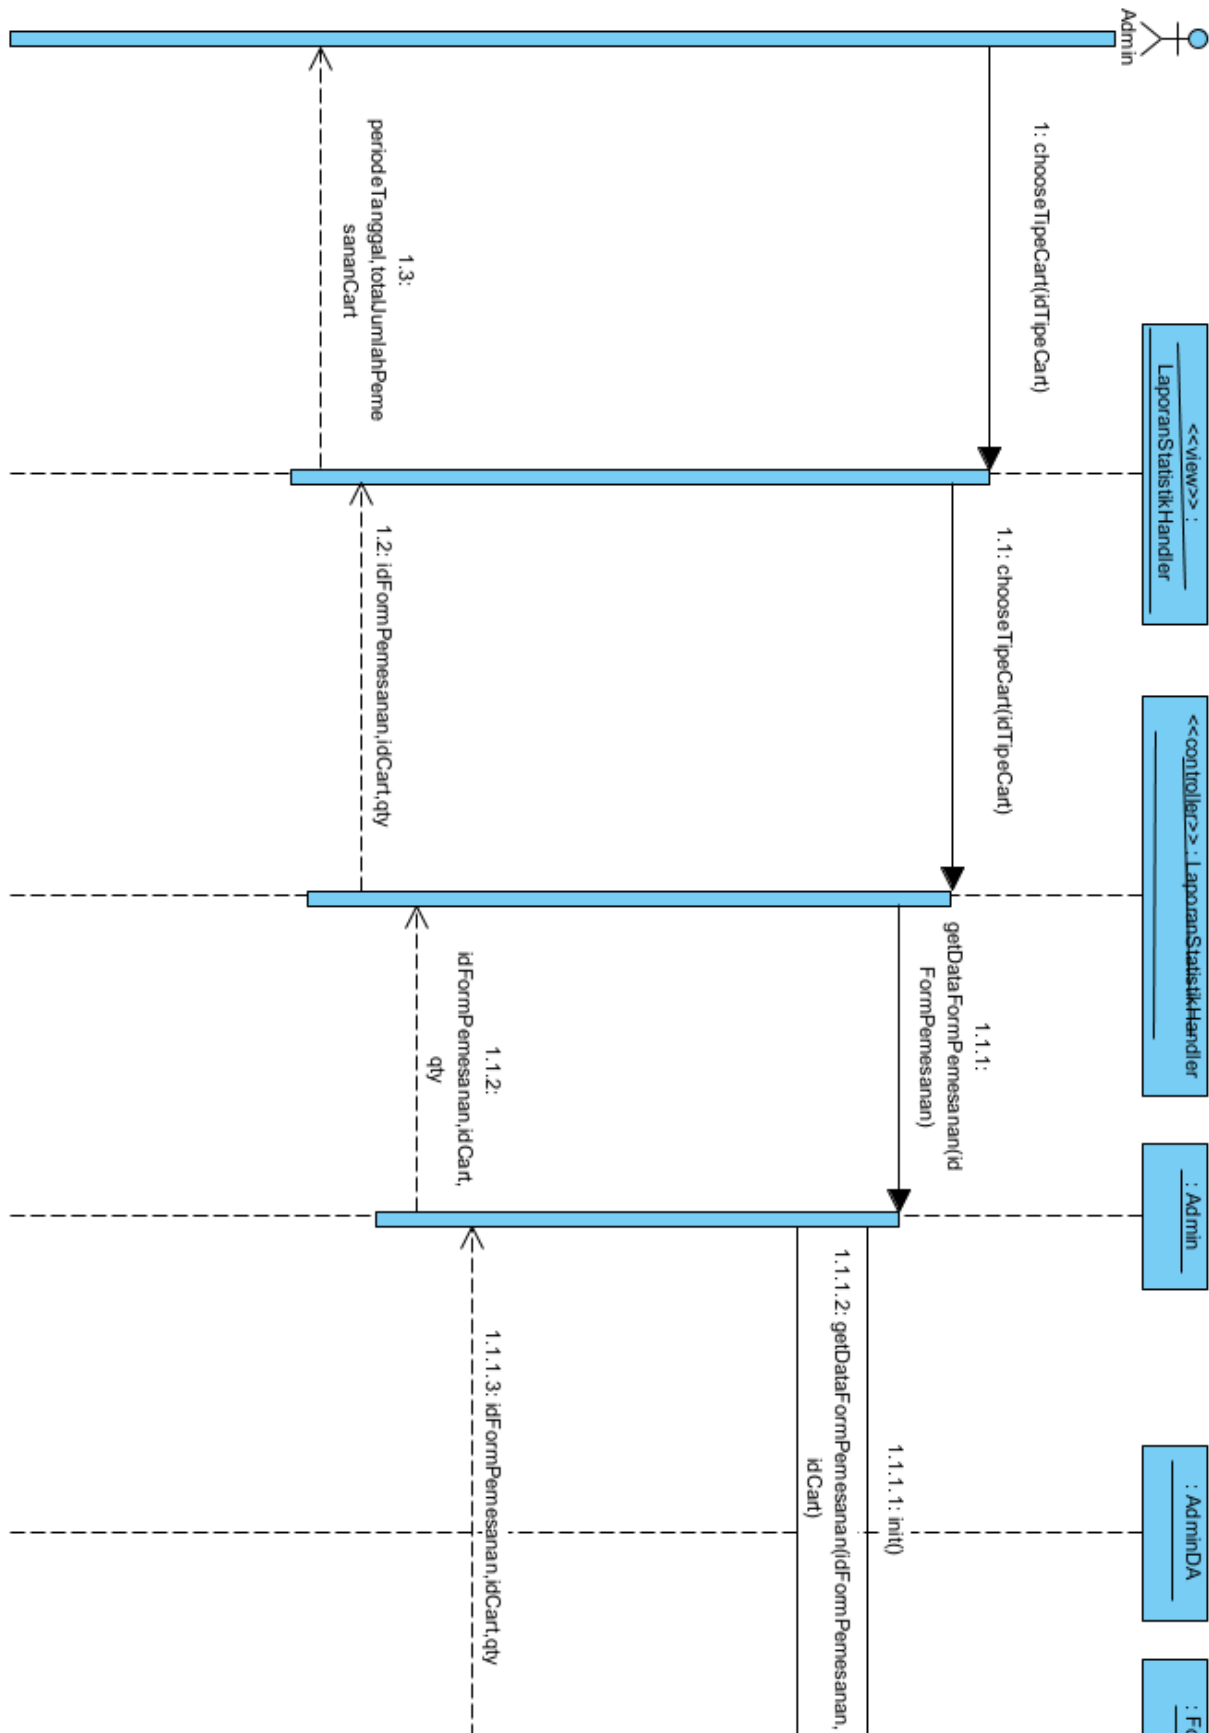 Admin
<<view>> :
LaporanStatistikHandler
<<controller>> : LaporanStatistikHandler
: Admin
: AdminDA
: Fo
1: chooseTipeCart(idTipeCart)
1.1: chooseTipeCart(idTipeCart)
1.1.1:
getDataFormPemesanan(id
FormPemesanan)
1.1.1.1: init()
1.1.1.2: getDataFormPemesanan(idFormPemesanan,
idCart)
1.1.1.3: idFormPemesanan,idCart,qty
1.1.2:
idFormPemesanan,idCart,
qty
1.2: idFormPemesanan,idCart,qty
1.3:
periodeTanggal,totalJumlahPeme
sananCart